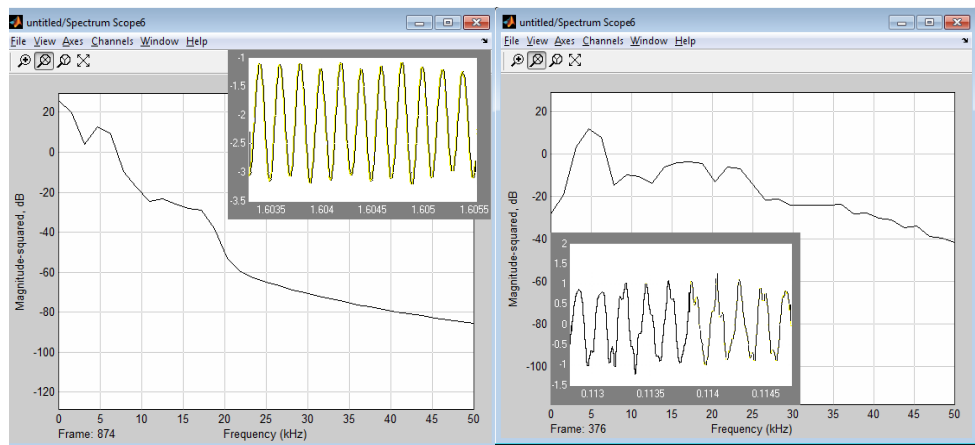 untitled/Spectrum Scope6
File View Axes Channels Window Help
-1
-1.5
-2
-2.5
-3
-3.5
1.6035 1.604 1.6045 1.605 1.6055
20
0
-20
-40
-60
-80
-100
-120
Magnitude-squared, dB
0 5 10 15 20 25 30 35 40 45 50
Frame: 874 Frequency (kHz)
untitled/Spectrum Scope6
File View Axes Channels Window Help
20
0
-20
-40
-60
-80
-100
Magnitude-squared, dB
2
1.5
1
0.5
0
-0.5
-1
-1.5
0.113 0.1135 0.114 0.1145
0 5 10 15 20 25 30 35 40 45 50
Frame: 376 Frequency (kHz)